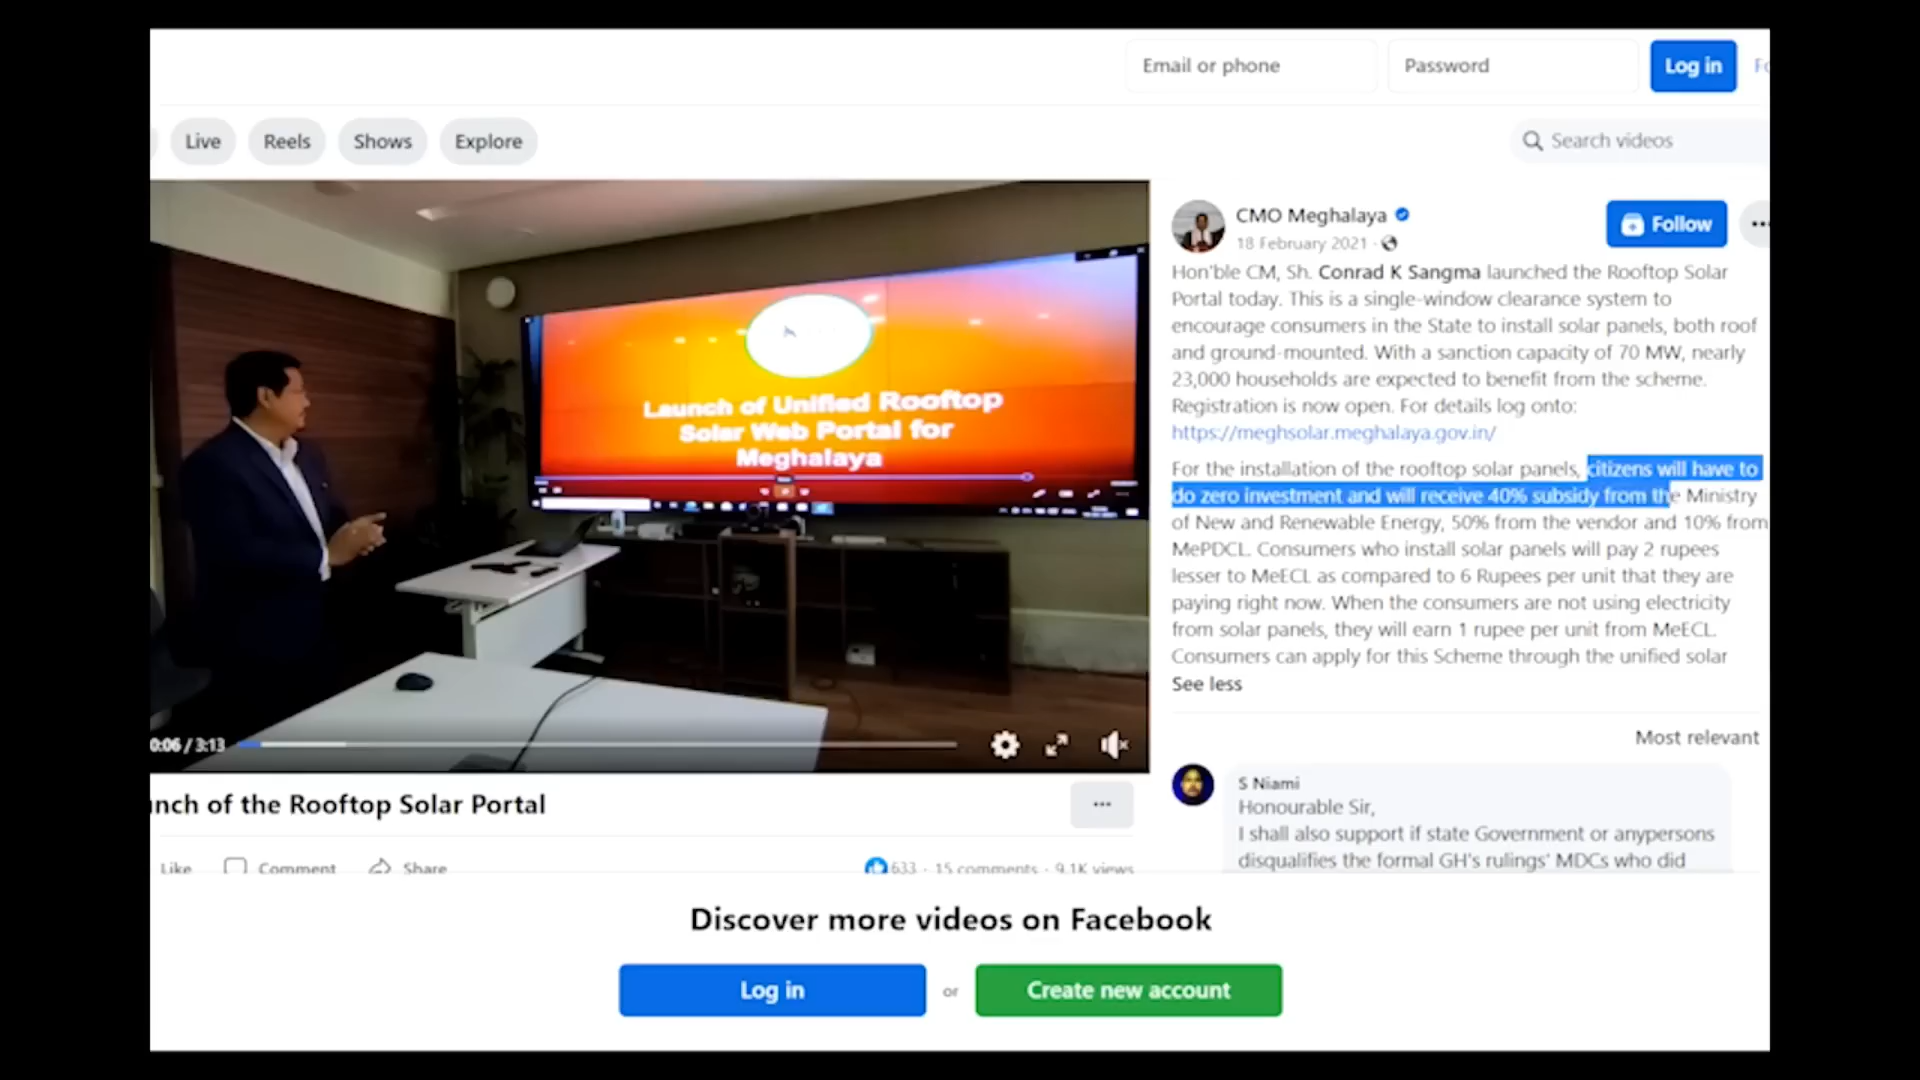 Email or phone
Password
Log in
Live
Reels
Shows
Explore
Search videos
Launch of Unified Rooftop
Solar Web Portal for
Meghalaya
0:06 / 3:13
CMO Meghalaya
18 February 2021 ·
Follow
Hon'ble CM, Sh. Conrad K Sangma launched the Rooftop Solar
Portal today. This is a single-window clearance system to
encourage consumers in the State to install solar panels, both roof
and ground-mounted. With a sanction capacity of 70 MW, nearly
23,000 households are expected to benefit from the scheme.
Registration is now open. For details log onto:
https://meghsolar.meghalaya.gov.in/
For the installation of the rooftop solar panels, citizens will have to
do zero investment and will receive 40% subsidy from the Ministry
of New and Renewable Energy, 50% from the vendor and 10% from
MePDCL. Consumers who install solar panels will pay 2 rupees
lesser to MeECL as compared to 6 Rupees per unit that they are
paying right now. When the consumers are not using electricity
from solar panels, they will earn 1 rupee per unit from MeECL.
Consumers can apply for this Scheme through the unified solar
See less
Most relevant
S Niami
Honourable Sir,
I shall also support if state Government or anypersons
disqualifies the formal GH's rulings' MDCs who did
nch of the Rooftop Solar Portal
Like
Comment
Share
633 · 15 comments · 9.1K views
Discover more videos on Facebook
Log in
or
Create new account